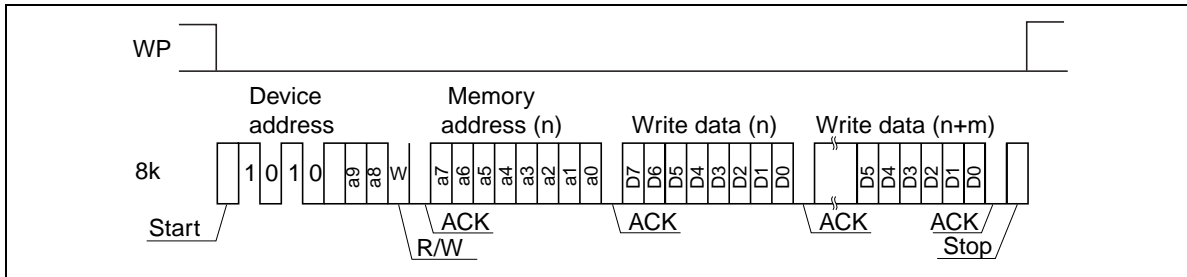 WP
Device Memory
address address (n) Write data (n) Write data (n+m)
8k 1 0 1 0 a9 a8 W a7 a6 a5 a4 a3 a2 a1 a0 D7 D6 D5 D4 D3 D2 D1 D0 D5 D4 D3 D2 D1 D0
Start ACK ACK ACK ACK
R/W Stop